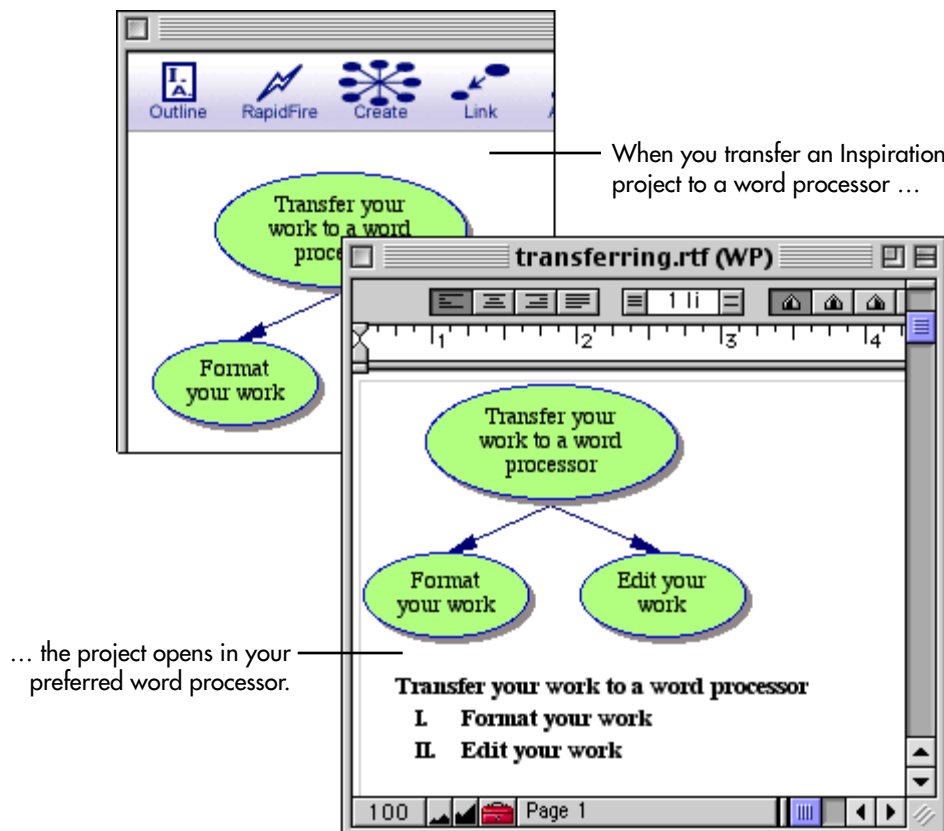 I.
A.
Outline
RapidFire
Create
Link
When you transfer an Inspiration
project to a word processor …
Transfer your
work to a word
proce
Format
your work
transferring.rtf (WP)
1 li
1
2
3
4
Transfer your
work to a word
processor
Format
your work
Edit your
work
… the project opens in your
preferred word processor.
Transfer your work to a word processor
I. Format your work
II. Edit your work
100
Page 1